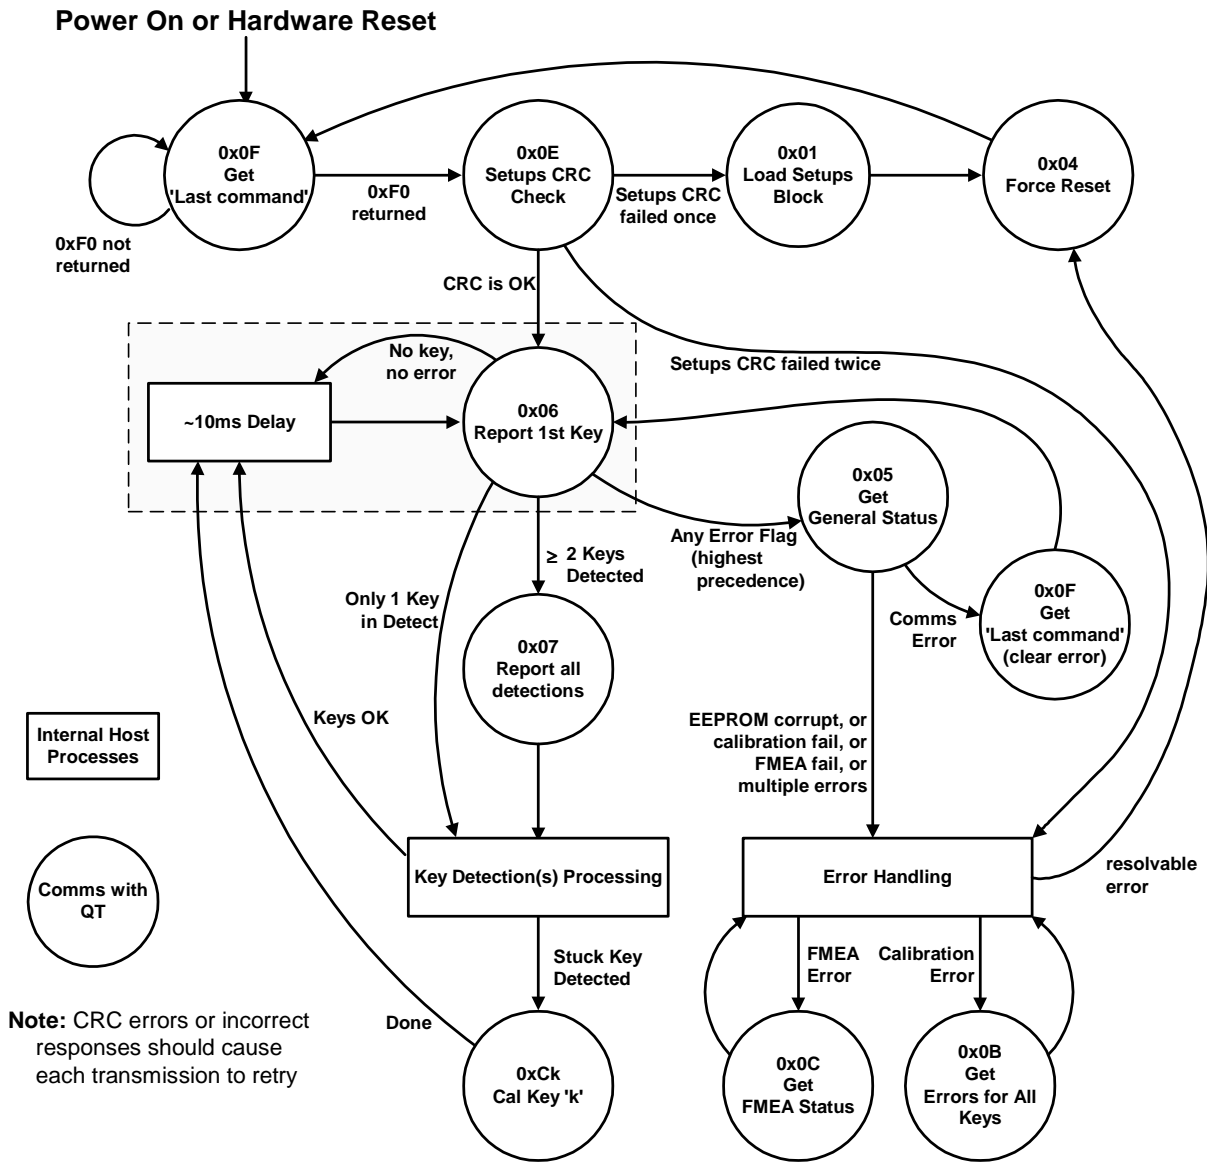 Power On or Hardware Reset
0x0F
Get
'Last command'
0xF0 not
returned
0xF0
returned
0x0E
Setups CRC
Check
Setups CRC
failed once
0x01
Load Setups
Block
0x04
Force Reset
CRC is OK
Setups CRC failed twice
No key,
no error
~10ms Delay
0x06
Report 1st Key
0x05
Get
General Status
Any Error Flag
(highest
precedence)
≥ 2 Keys
Detected
Only 1 Key
in Detect
0x07
Report all
detections
Comms
Error
0x0F
Get
'Last command'
(clear error)
Keys OK
EEPROM corrupt, or
calibration fail, or
FMEA fail, or
multiple errors
Internal Host
Processes
Key Detection(s) Processing
Error Handling
resolvable
error
Comms with
QT
Stuck Key
Detected
FMEA
Error
Calibration
Error
Note: CRC errors or incorrect
responses should cause
each transmission to retry
Done
0xCk
Cal Key 'k'
0x0C
Get
FMEA Status
0x0B
Get
Errors for All
Keys